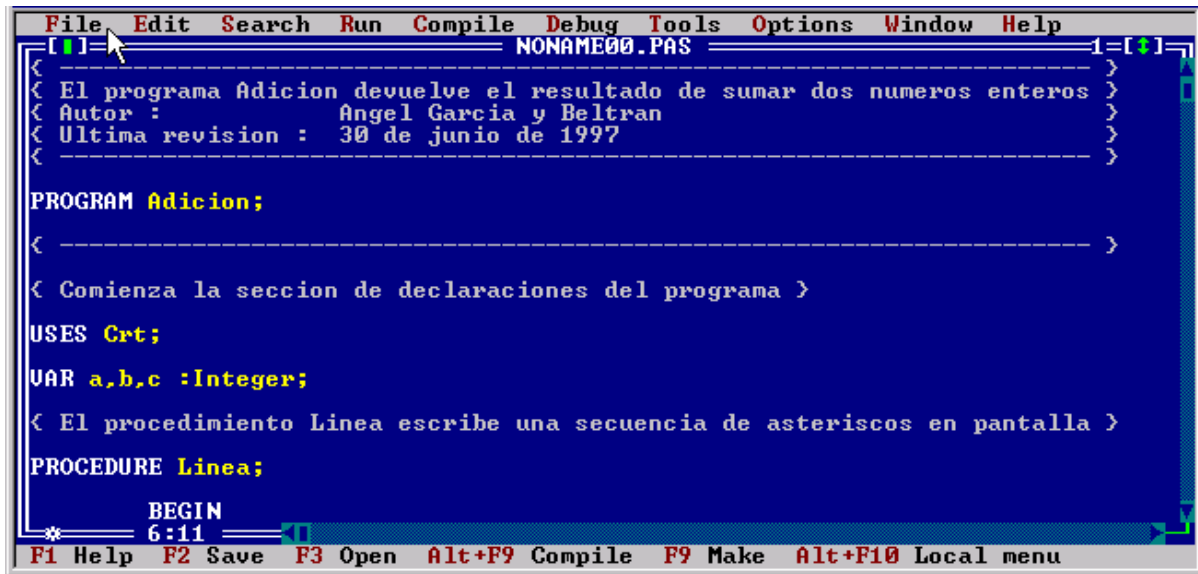 File Edit Search Run Compile Debug Tools Options Window Help
[■] NONAME00.PAS 1=[↕]
{ ---------------------------------------------------------------------- }
{ El programa Adicion devuelve el resultado de sumar dos numeros enteros }
{ Autor : Angel Garcia y Beltran }
{ Ultima revision : 30 de junio de 1997 }
{ ---------------------------------------------------------------------- }
PROGRAM Adicion;
{ ---------------------------------------------------------------------- }
{ Comienza la seccion de declaraciones del programa }
USES Crt;
VAR a,b,c :Integer;
{ El procedimiento Linea escribe una secuencia de asteriscos en pantalla }
PROCEDURE Linea;
BEGIN
* 6:11
F1 Help F2 Save F3 Open Alt+F9 Compile F9 Make Alt+F10 Local menu